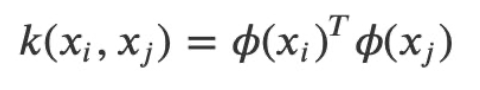 k(xᵢ, xⱼ) = ϕ(xᵢ)ᵀ ϕ(xⱼ)